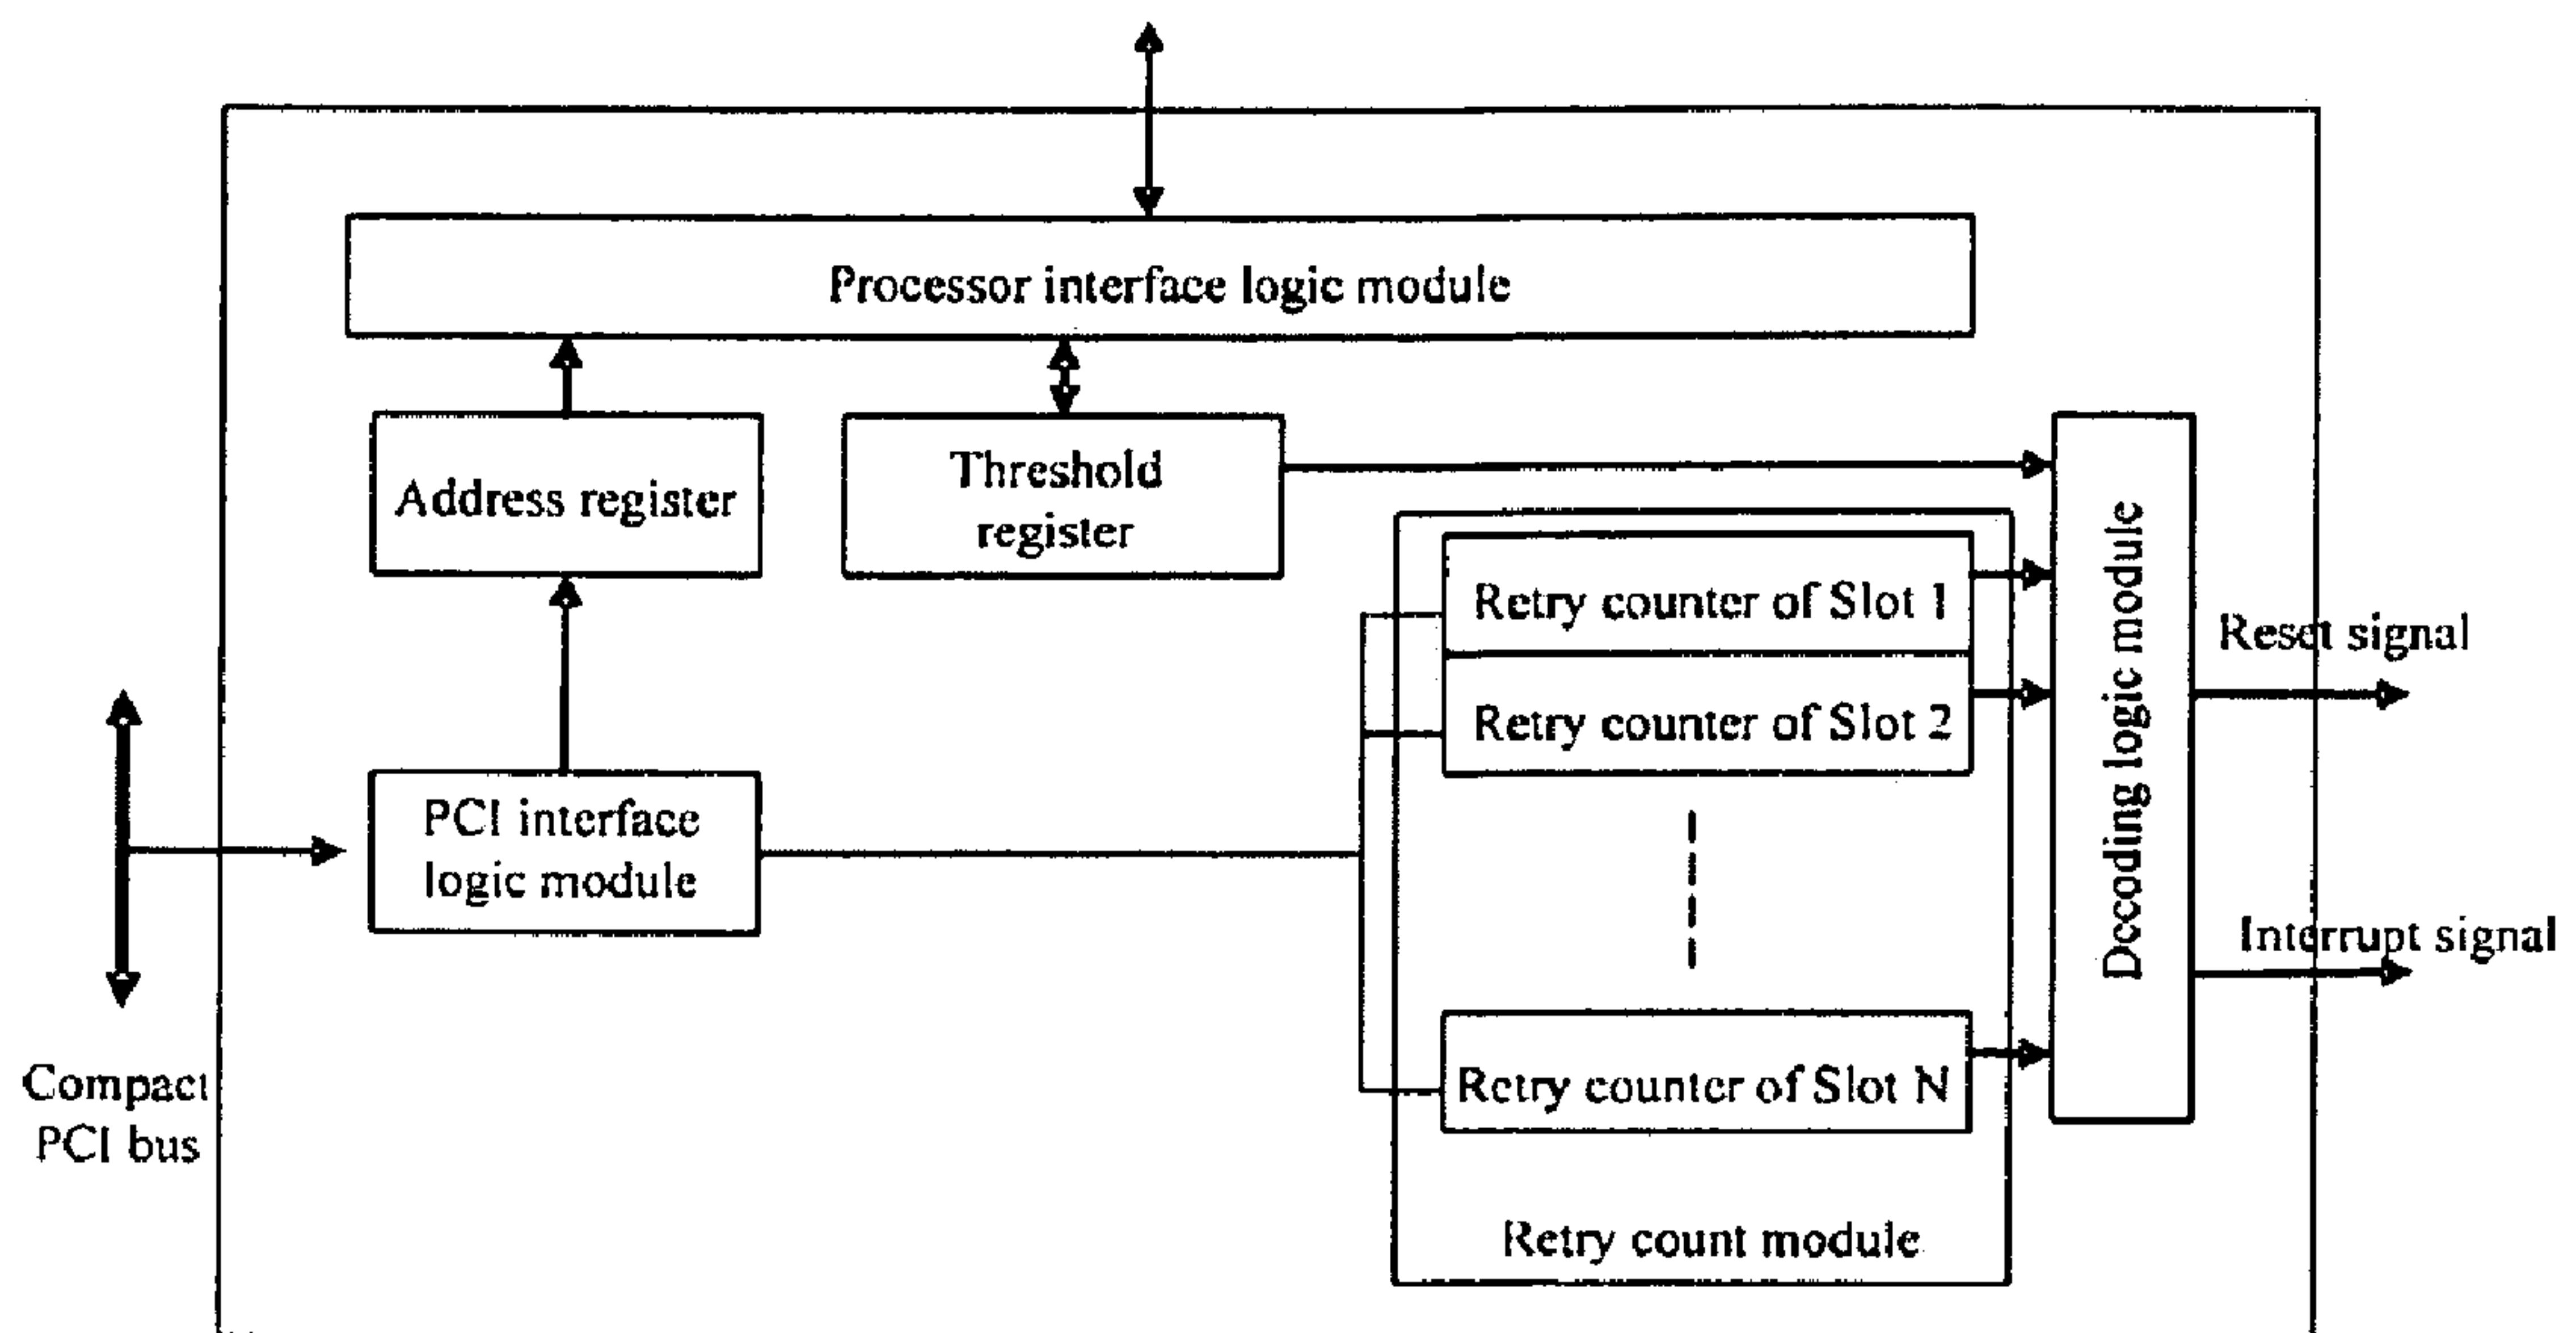 Processor interface logic module
Address register
Threshold
register
Retry counter of Slot 1
Retry counter of Slot 2
Decoding logic module
Reset signal
PCI interface
logic module
Interrupt signal
Compact
PCI bus
Retry counter of Slot N
Retry count module